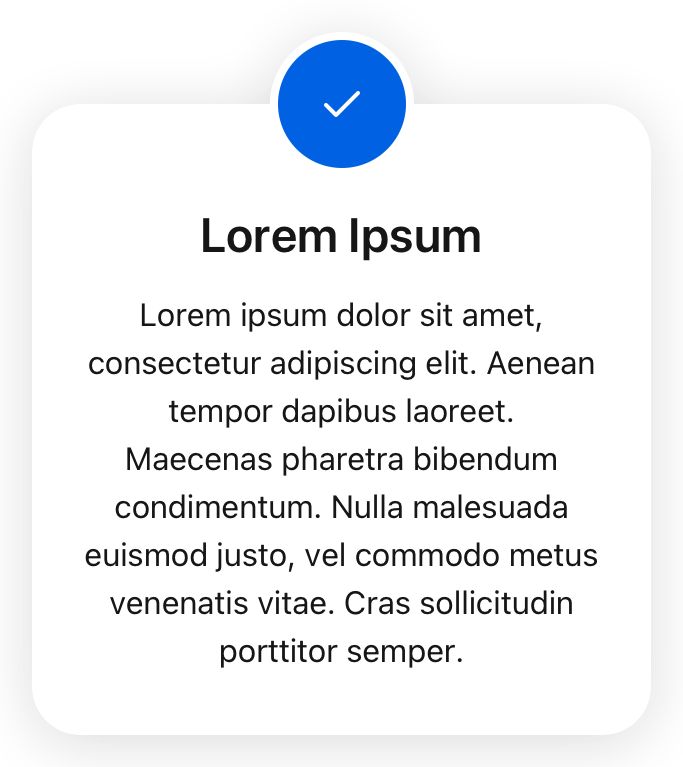 Lorem Ipsum
Lorem ipsum dolor sit amet,
consectetur adipiscing elit. Aenean
tempor dapibus laoreet.
Maecenas pharetra bibendum
condimentum. Nulla malesuada
euismod justo, vel commodo metus
venenatis vitae. Cras sollicitudin
porttitor semper.